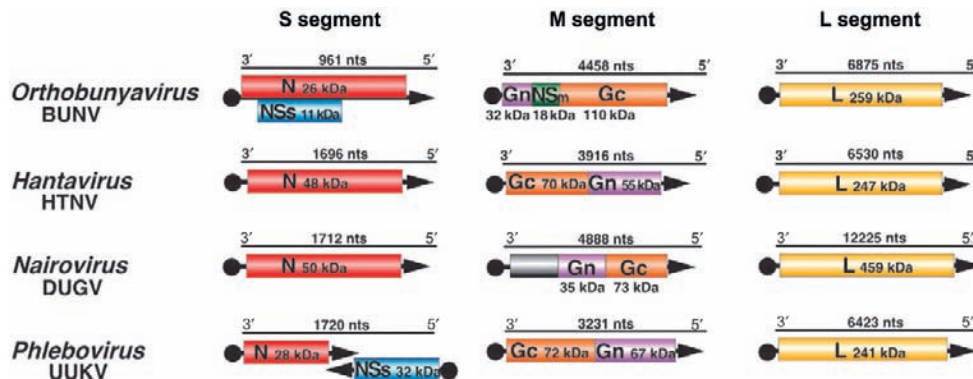 S segment M segment L segment
3′ 961 nts 5′ 3′ 4458 nts 5′ 3′ 6875 nts 5′
Orthobunyavirus N 26 kDa Gn NSm Gc L 259 kDa
BUNV NSs 11 kDa 32 kDa 18 kDa 110 kDa
3′ 1696 nts 5′ 3′ 3916 nts 5′ 3′ 6530 nts 5′
Hantavirus N 48 kDa Gc 70 kDa Gn 55 kDa L 247 kDa
HTNV
3′ 1712 nts 5′ 3′ 4888 nts 5′ 3′ 12225 nts 5′
Nairovirus N 50 kDa Gn Gc L 459 kDa
DUGV 35 kDa 73 kDa
3′ 1720 nts 5′ 3′ 3231 nts 5′ 3′ 6423 nts 5′
Phlebovirus N 28 kDa Gc 72 kDa Gn 67 kDa L 241 kDa
UUKV NSs 32 kDa